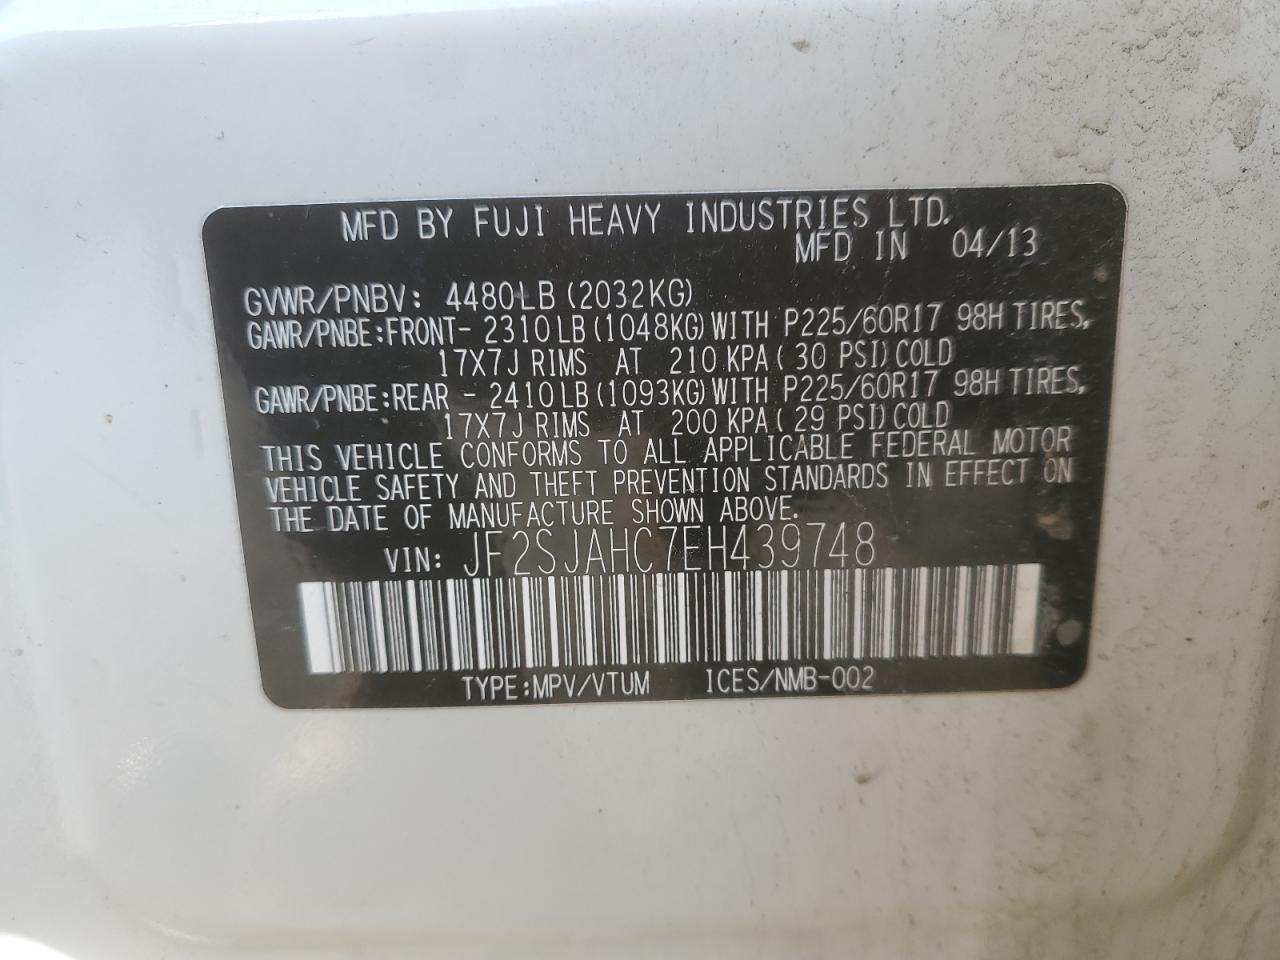 MFD BY FUJI HEAVY INDUSTRIES LTD.
MFD IN 04/13
GVWR/PNBV: 4480LB (2032KG)
GAWR/PNBE:FRONT- 2310LB (1048KG) WITH P225/60R17 98H TIRES,
17X7J RIMS AT 210 KPA (30 PSI) COLD
GAWR/PNBE:REAR - 2410LB (1093KG) WITH P225/60R17 98H TIRES,
17X7J RIMS AT 200 KPA (29 PSI) COLD
THIS VEHICLE CONFORMS TO ALL APPLICABLE FEDERAL MOTOR
VEHICLE SAFETY AND THEFT PREVENTION STANDARDS IN EFFECT ON
THE DATE OF MANUFACTURE SHOWN ABOVE.
VIN: JF2SJAHC7EH439748
TYPE:MPV/VTUM ICES/NMB-002